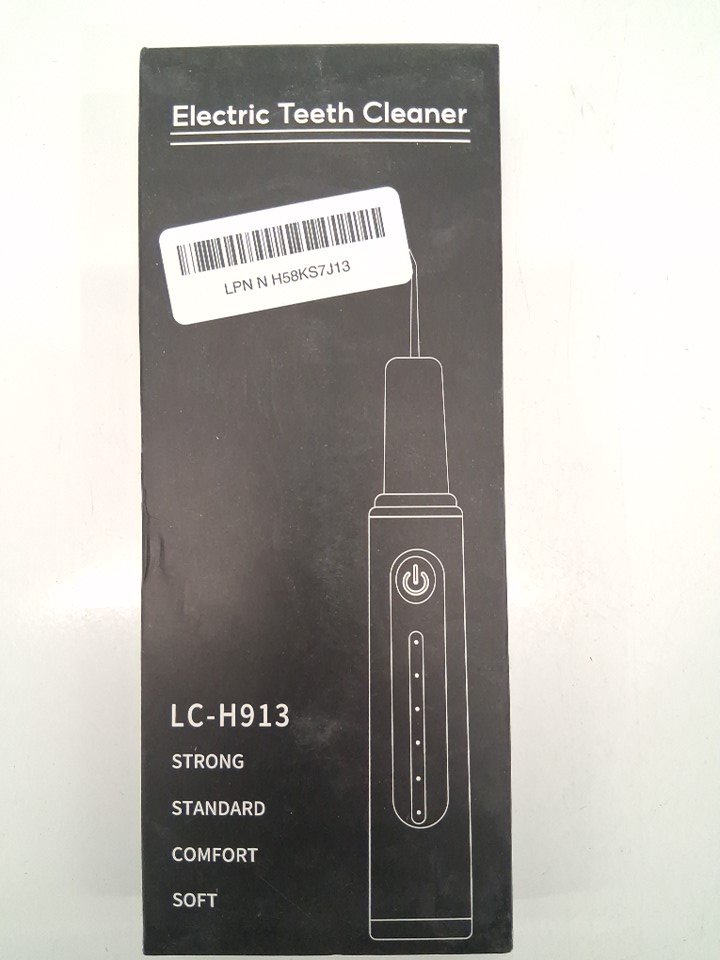 Electric Teeth Cleaner
LPN N H58KS7J13
LC-H913
STRONG
STANDARD
COMFORT
SOFT